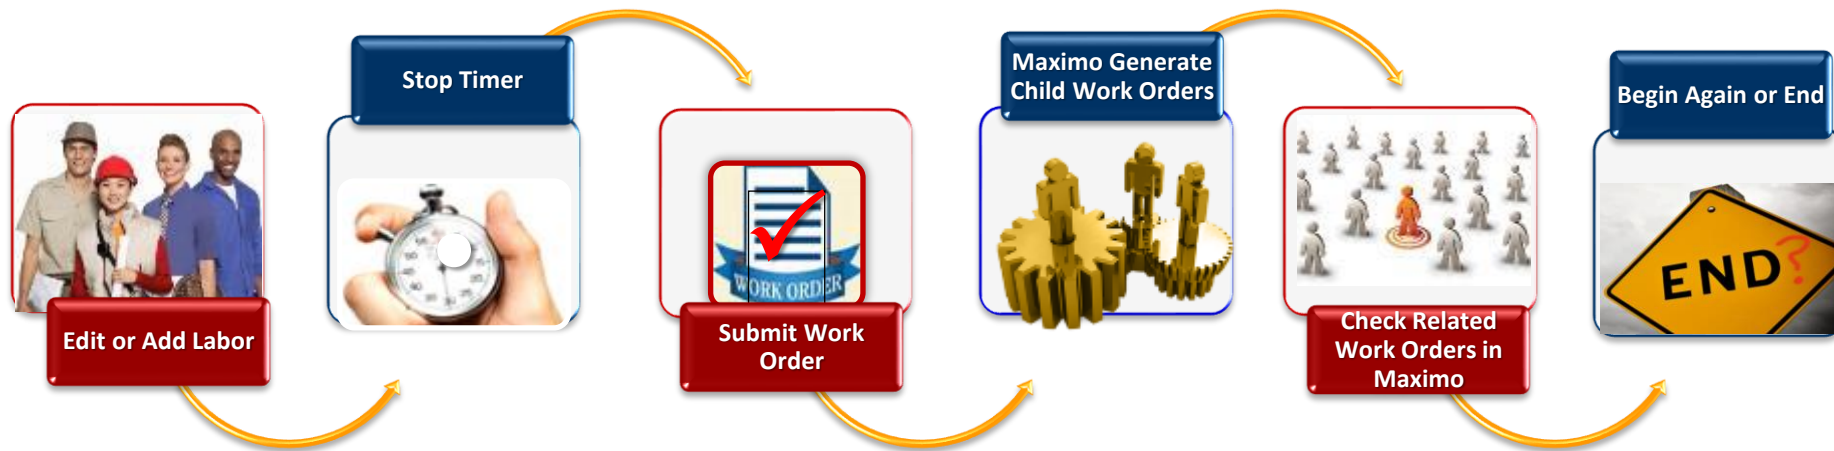 Edit or Add Labor
Stop Timer
WORK ORDER
Submit Work
Order
Maximo Generate
Child Work Orders
Check Related
Work Orders in
Maximo
Begin Again or End
END?